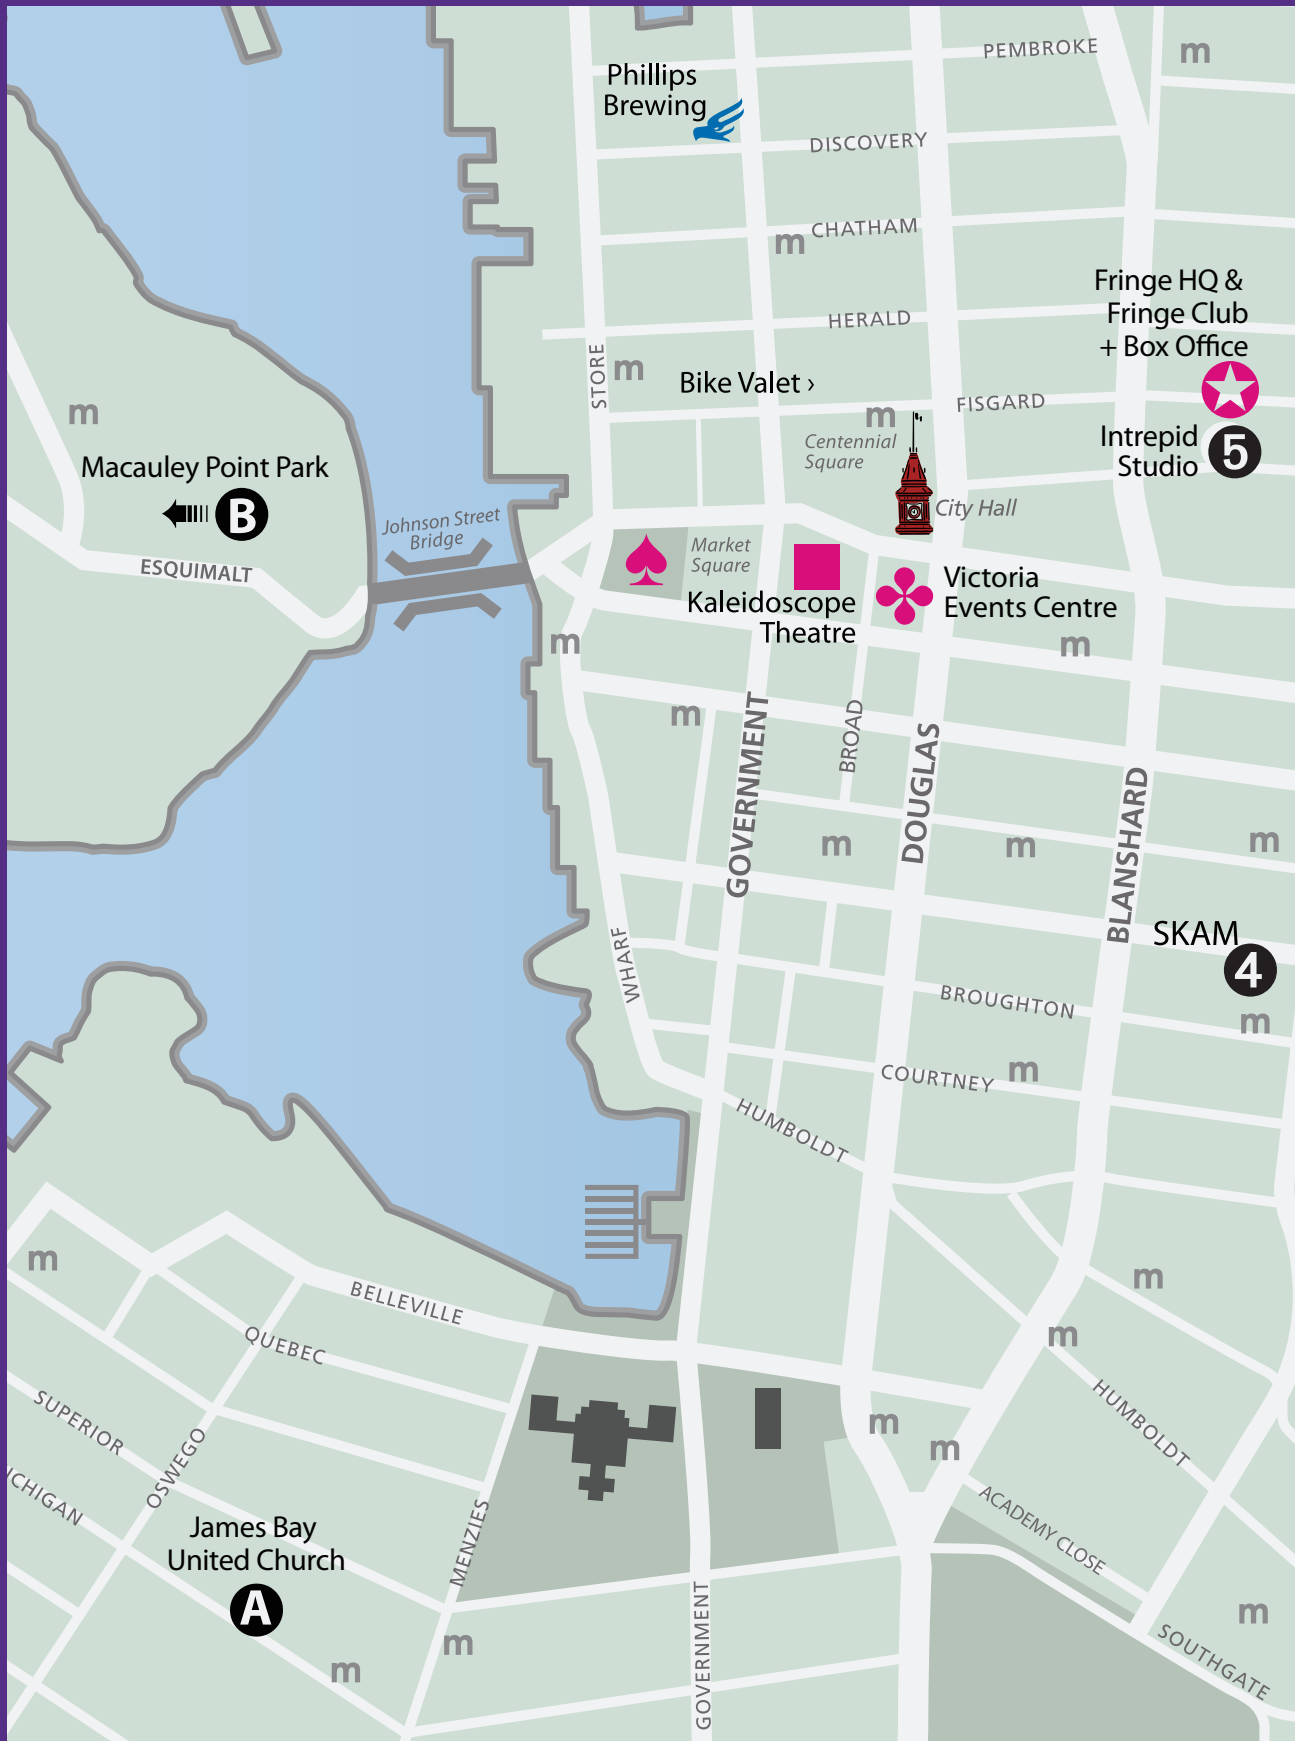 PEMBROKE
m
Phillips
Brewing
DISCOVERY
CHATHAM
m
Fringe HQ &
Fringe Club
+ Box Office
HERALD
STORE
m
Bike Valet ›
FISGARD
m
m
Centennial
Square
Intrepid
Studio
5
Macauley Point Park
B
City Hall
Johnson Street
Bridge
Market
Square
ESQUIMALT
Victoria
Events Centre
Kaleidoscope
Theatre
m
m
m
GOVERNMENT
BROAD
DOUGLAS
BLANSHARD
m
m
m
WHARF
SKAM
4
BROUGHTON
m
COURTNEY
m
HUMBOLDT
m
m
BELLEVILLE
m
QUEBEC
SUPERIOR
OSWEGO
ICHIGAN
HUMBOLDT
m
m
MENZIES
ACADEMY CLOSE
James Bay
United Church
A
m
m
m
GOVERNMENT
SOUTHGATE